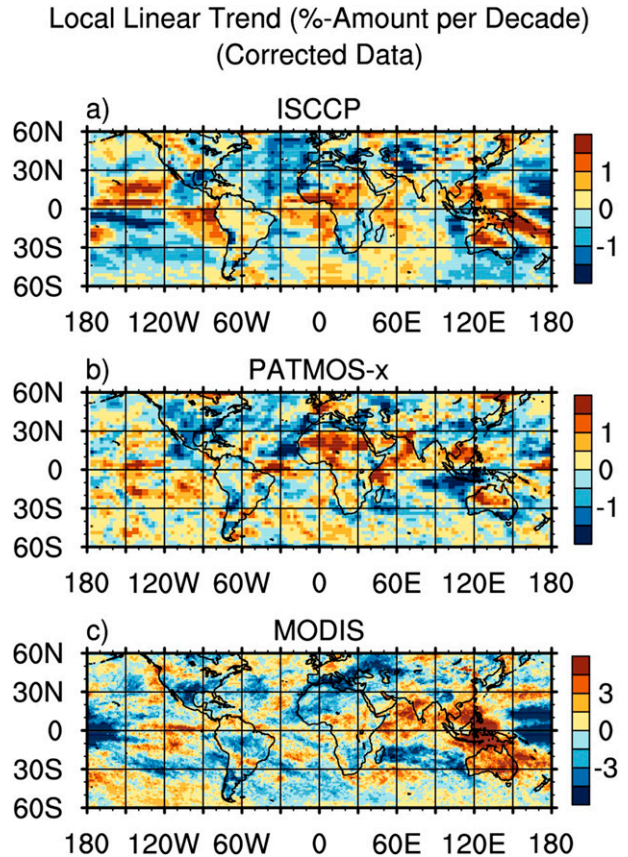 Local Linear Trend (%-Amount per Decade)
(Corrected Data)
a) ISCCP
60N
30N
0
30S
60S
180 120W 60W 0 60E 120E 180
1
0
-1
b) PATMOS-x
60N
30N
0
30S
60S
180 120W 60W 0 60E 120E 180
1
0
-1
c) MODIS
60N
30N
0
30S
60S
180 120W 60W 0 60E 120E 180
3
0
-3